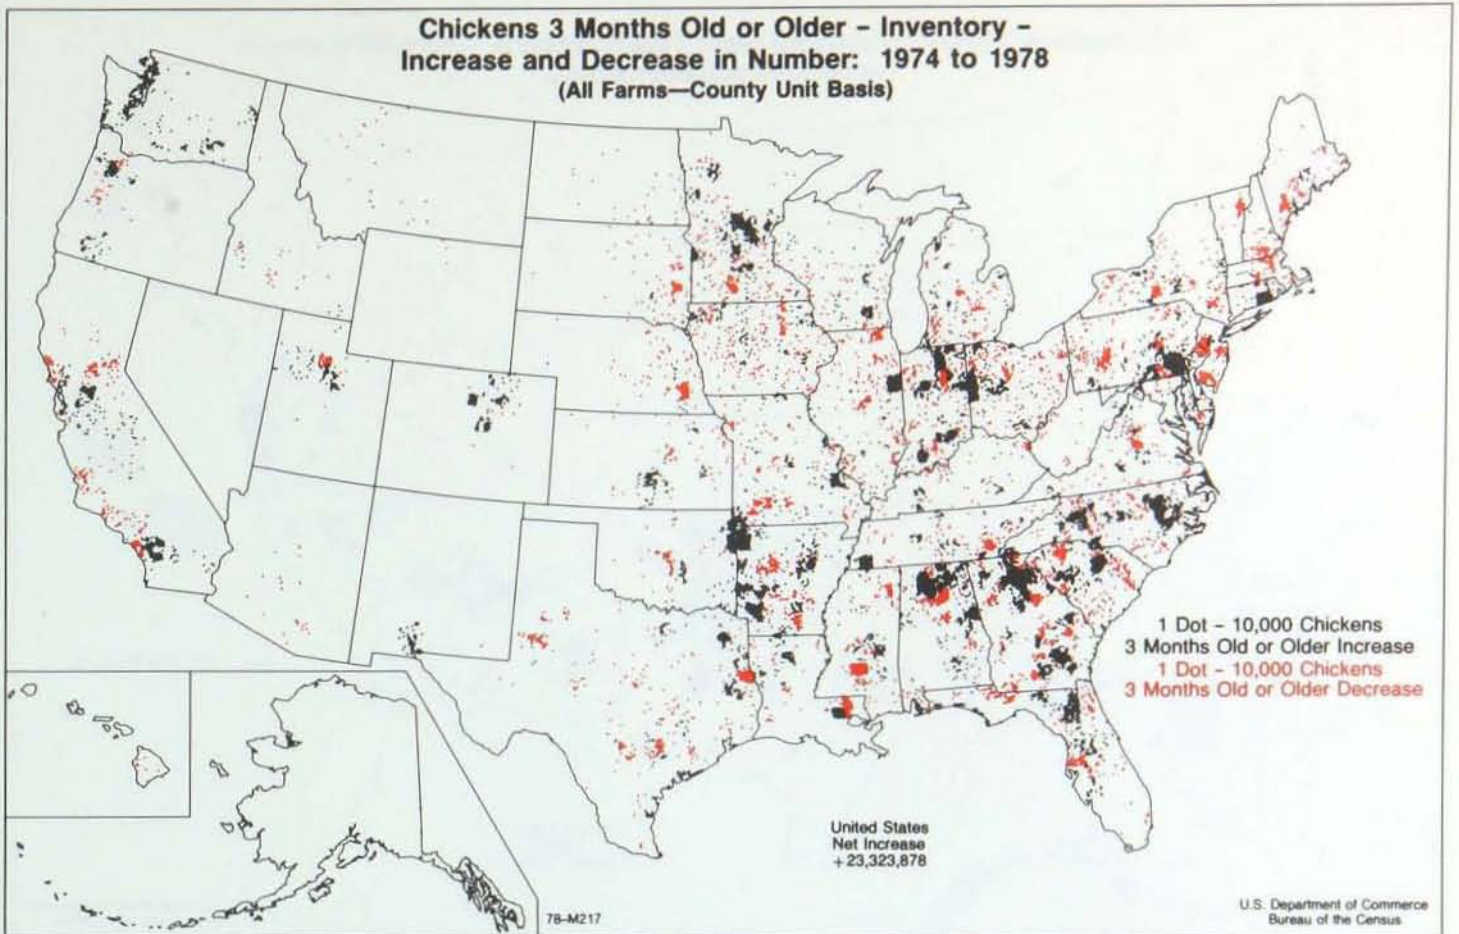 Chickens 3 Months Old or Older - Inventory -
Increase and Decrease in Number: 1974 to 1978
(All Farms—County Unit Basis)
1 Dot - 10,000 Chickens
3 Months Old or Older Increase
1 Dot - 10,000 Chickens
3 Months Old or Older Decrease
United States
Net Increase
+23,323,878
78-M217
U.S. Department of Commerce
Bureau of the Census